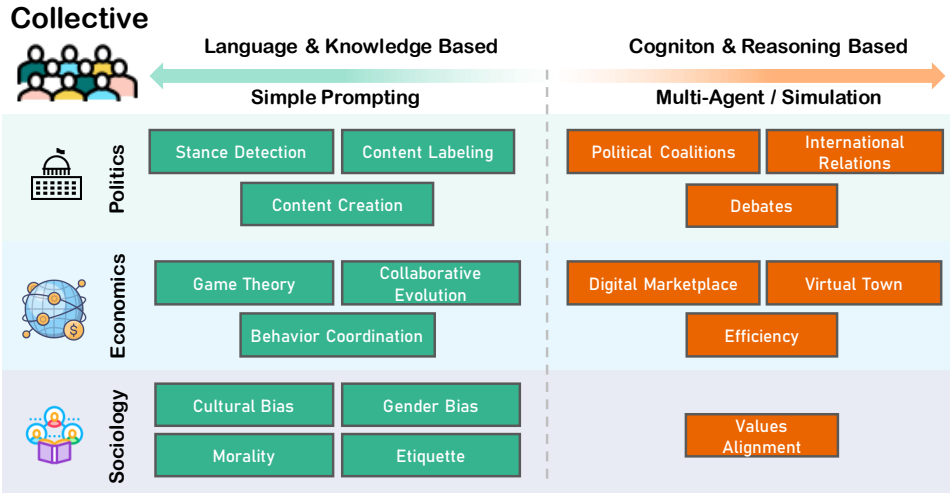 Collective
Language & Knowledge Based
Cogniton & Reasoning Based
Simple Prompting
Multi-Agent / Simulation
Politics
Stance Detection
Content Labeling
Content Creation
Political Coalitions
International
Relations
Debates
Economics
Game Theory
Collaborative
Evolution
Behavior Coordination
Digital Marketplace
Virtual Town
Efficiency
$
Sociology
Cultural Bias
Gender Bias
Morality
Etiquette
Values
Alignment